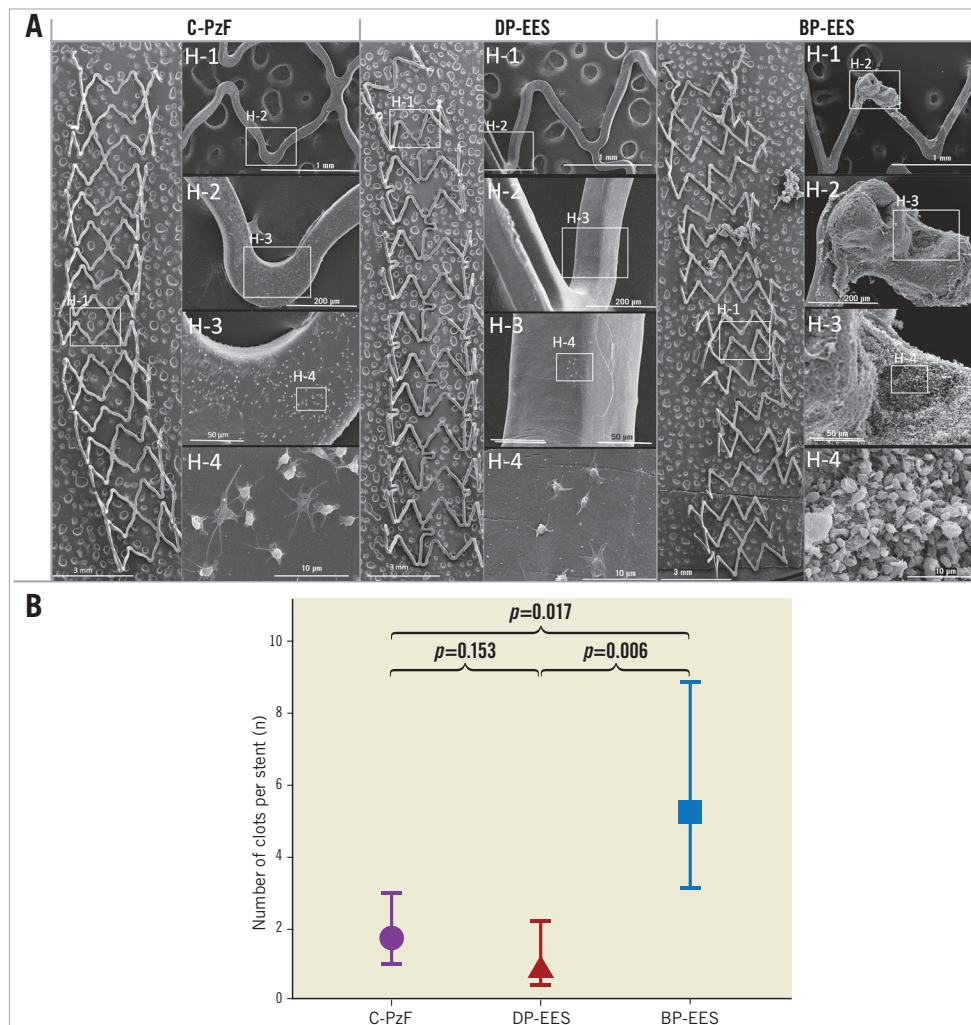 A
C-PzF
DP-EES
BP-EES
H-1
H-2
1 mm
H-2
H-3
200 µm
H-3
H-4
50 µm
H-4
10 µm
H-1
3 mm
H-1
H-2
1 mm
H-2
H-3
200 µm
H-3
H-4
50 µm
H-4
10 µm
H-1
3 mm
H-1
H-2
1 mm
H-2
H-3
200 µm
H-3
H-4
50 µm
H-4
10 µm
H-1
3 mm
B
p=0.017
p=0.153
p=0.006
Number of clots per stent (n)
10
8
6
4
2
0
C-PzF
DP-EES
BP-EES